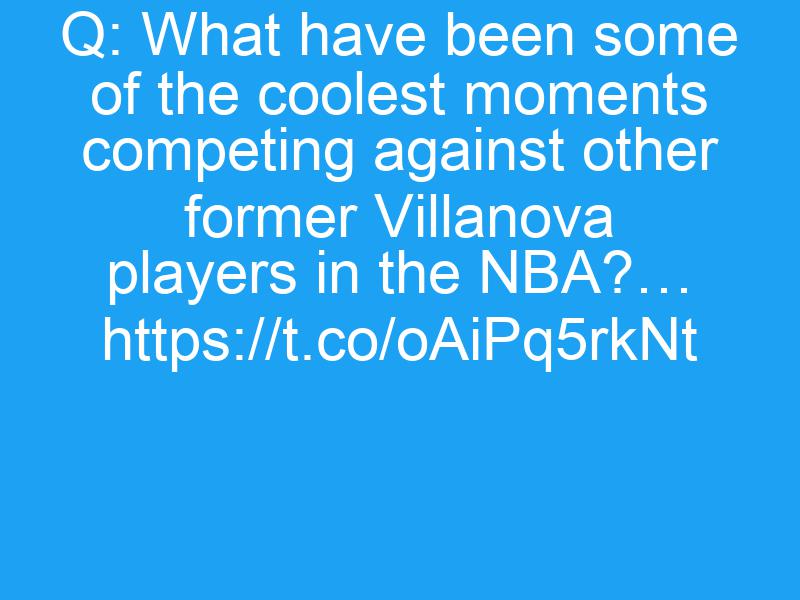 Q: What have been some
of the coolest moments
competing against other
former Villanova
players in the NBA?…
https://t.co/oAiPq5rkNt